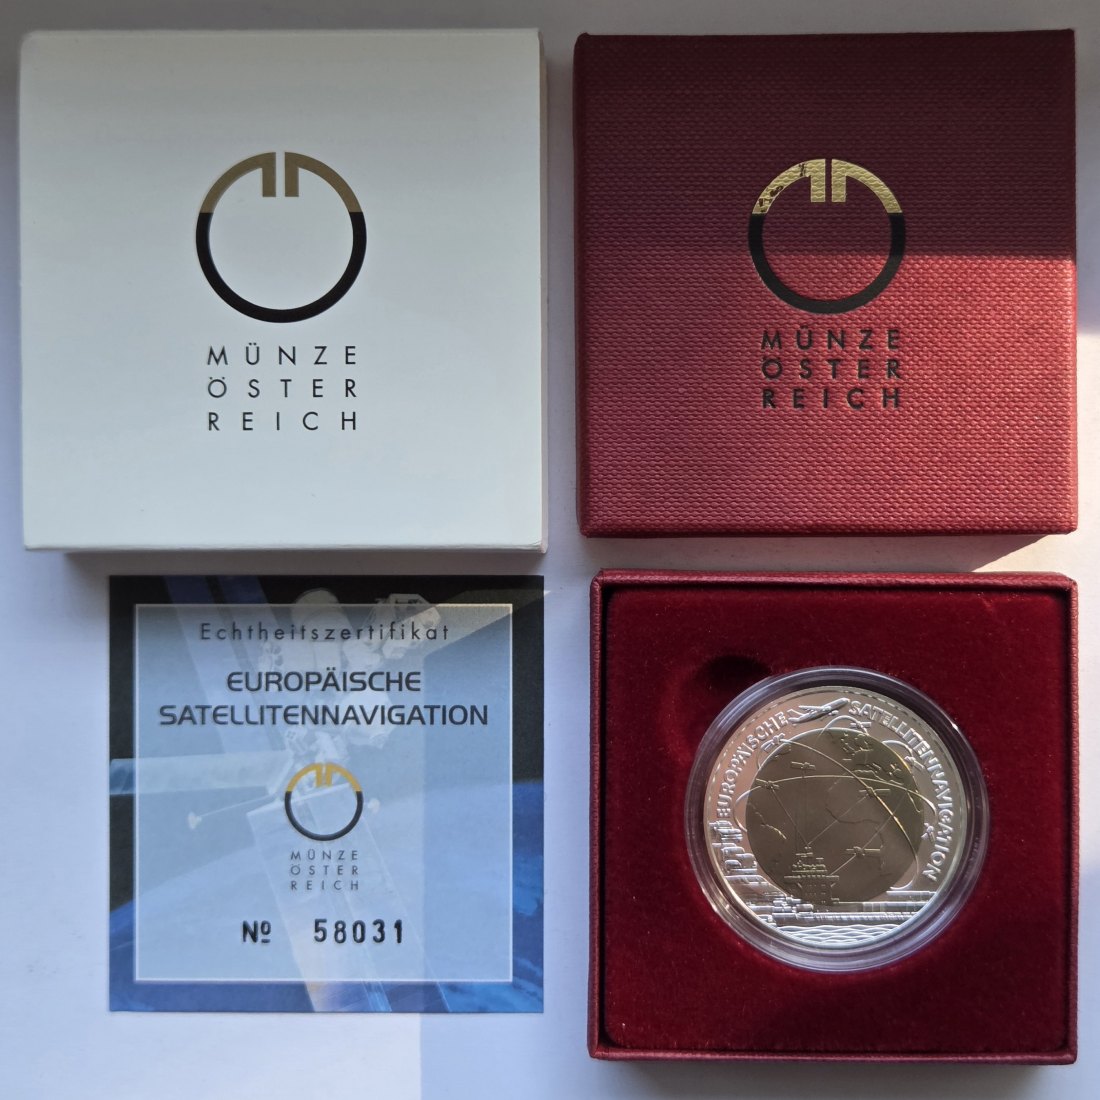 MÜNZE
ÖSTER
REICH
MÜNZE
ÖSTER
REICH
Echtheitszertifikat
EUROPÄISCHE
SATELLITENNAVIGATION
MÜNZE
ÖSTER
REICH
Nº 58031
EUROPÄISCHE SATELLITENNAVIGATION